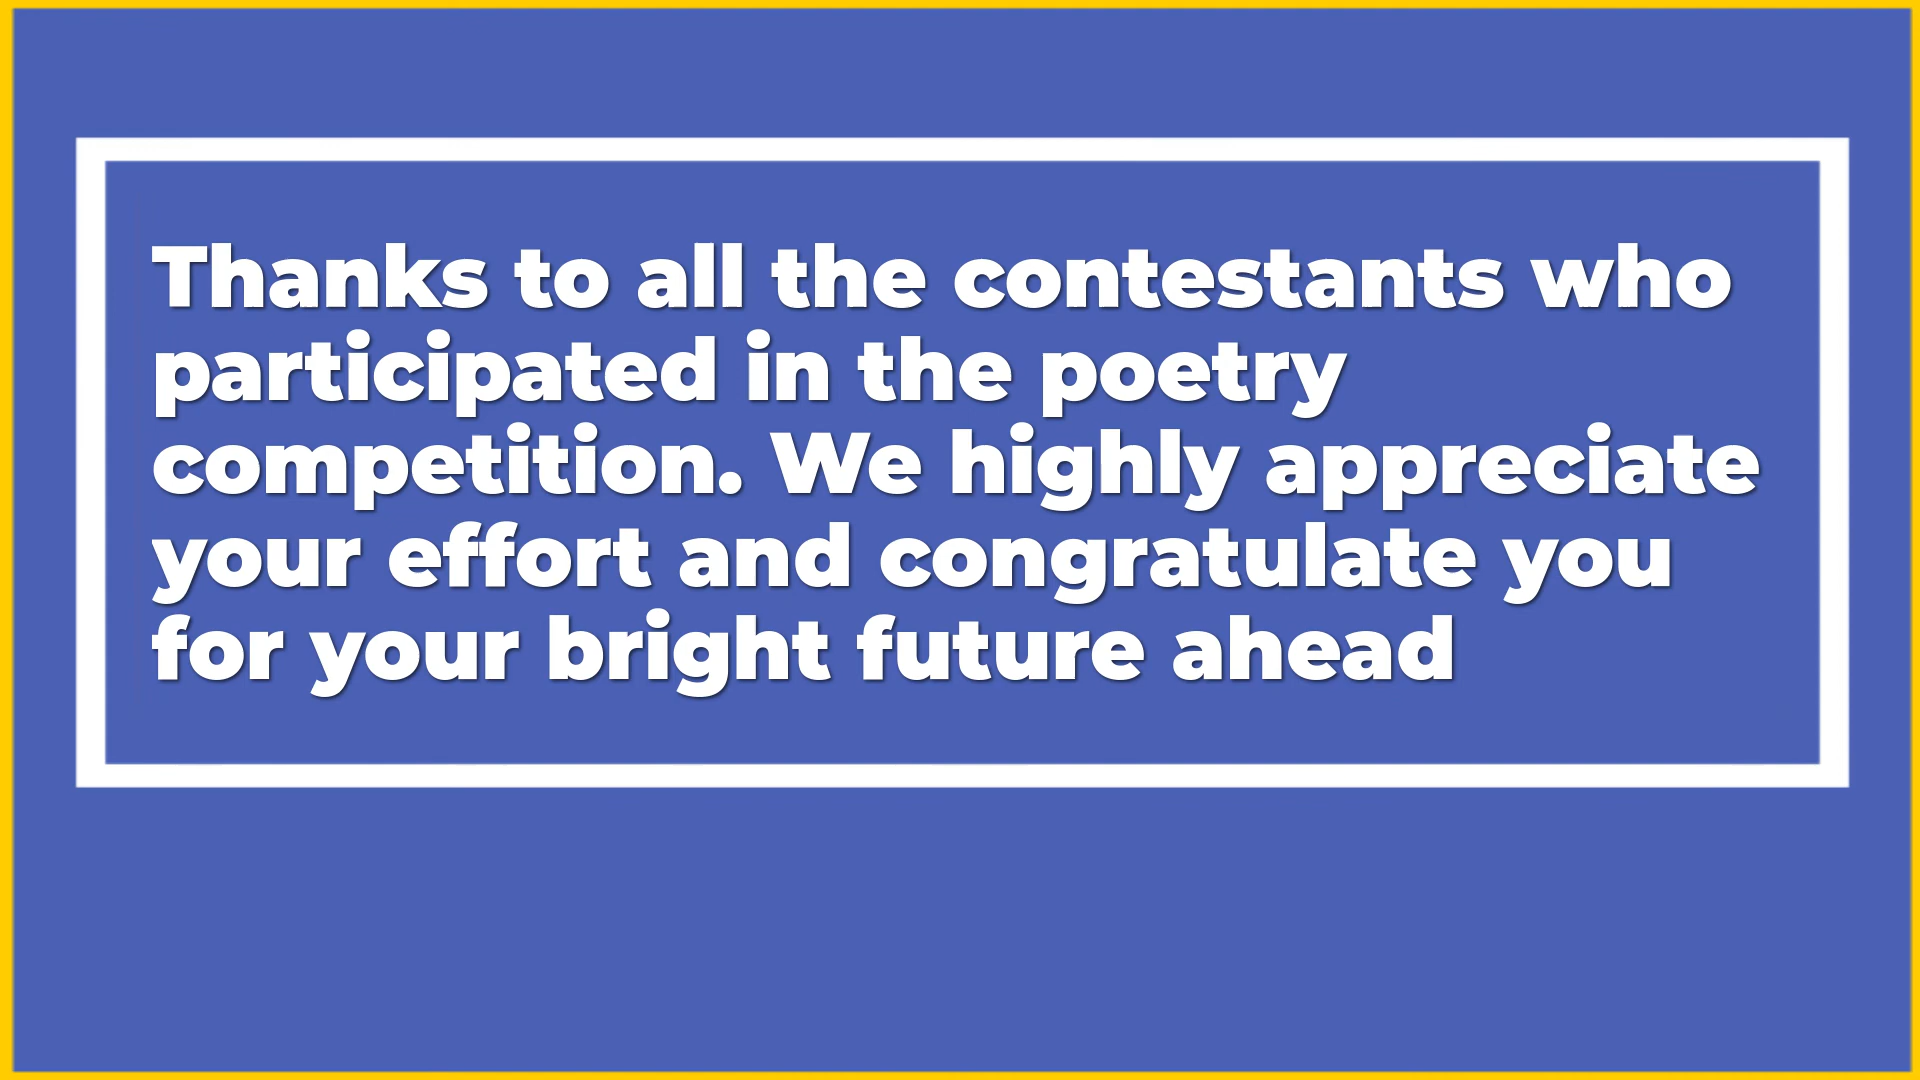 Thanks to all the contestants who
participated in the poetry
competition. We highly appreciate
your effort and congratulate you
for your bright future ahead